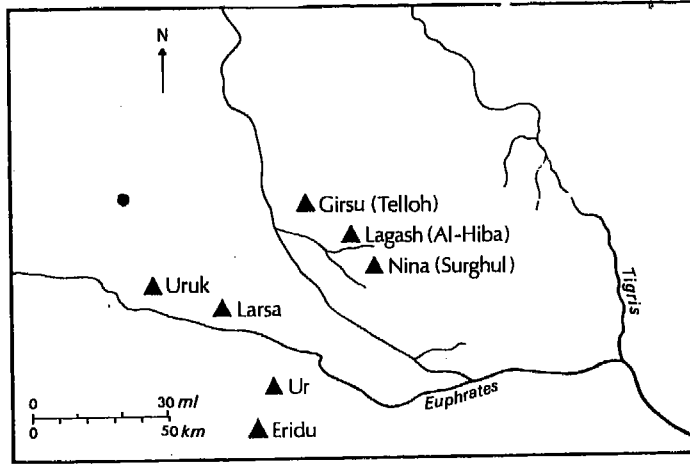 N
Girsu (Telloh)
Lagash (Al-Hiba)
Nina (Surghul)
Uruk
Larsa
Tigris
Ur
Euphrates
Eridu
0 30 ml
0 50 km